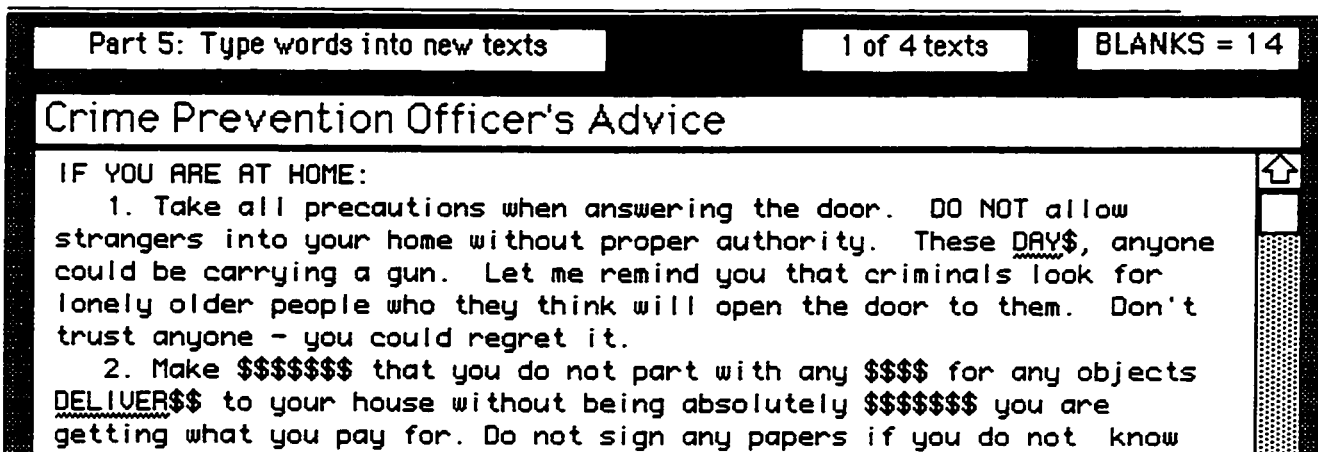 Part 5: Type words into new texts 1 of 4 texts BLANKS = 14
Crime Prevention Officer's Advice
IF YOU ARE AT HOME:
1. Take all precautions when answering the door. DO NOT allow
strangers into your home without proper authority. These DAY$, anyone
could be carrying a gun. Let me remind you that criminals look for
lonely older people who they think will open the door to them. Don't
trust anyone - you could regret it.
2. Make $$$$$$$ that you do not part with any $$$$ for any objects
DELIVER$$ to your house without being absolutely $$$$$$$ you are
getting what you pay for. Do not sign any papers if you do not know